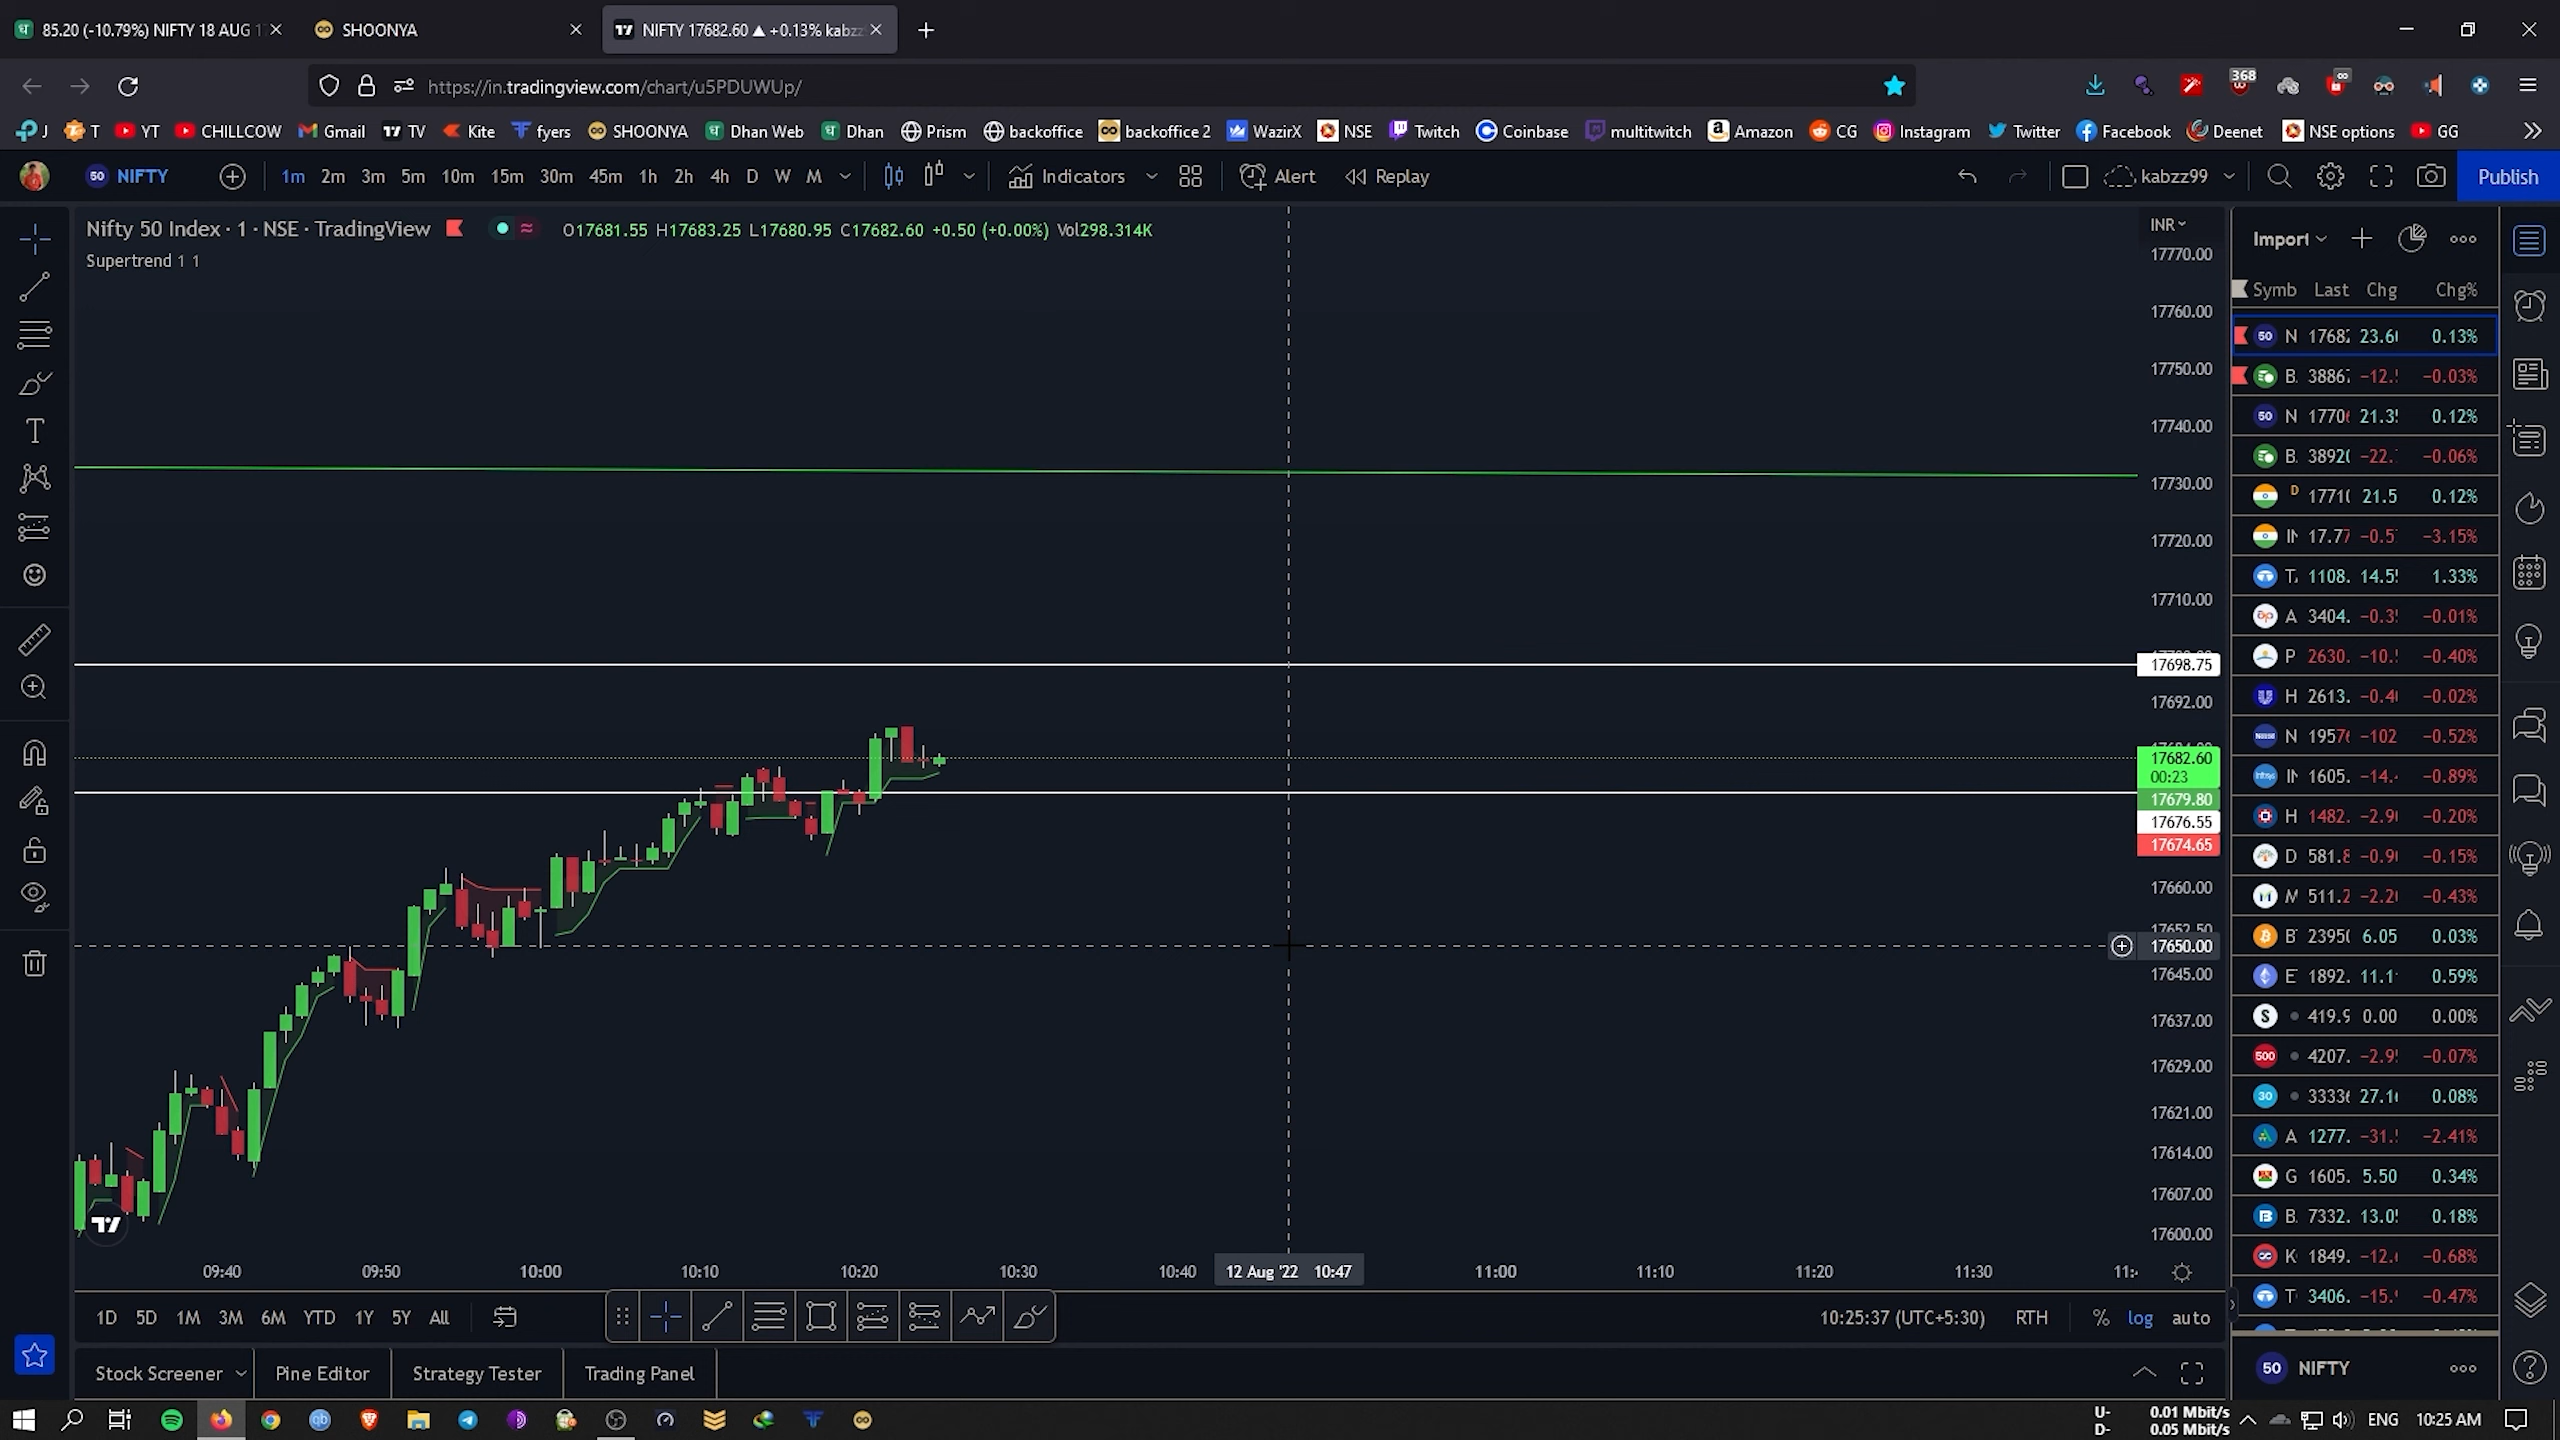 85.20 (-10.79%) NIFTY 18 AUG 1
SHOONYA
NIFTY 17682.60 ▲ +0.13% kabzz
https://in.tradingview.com/chart/u5PDUWUp/
368
J T YT CHILLCOW Gmail TV Kite fyers SHOONYA Dhan Web Dhan Prism backoffice backoffice 2 WazirX NSE Twitch Coinbase multitwitch Amazon CG Instagram Twitter Facebook Deenet NSE options GG
50 NIFTY 1m 2m 3m 5m 10m 15m 30m 45m 1h 2h 4h D W M Indicators Alert Replay kabzz99 Publish
Nifty 50 Index · 1 · NSE · TradingView O17681.55 H17683.25 L17680.95 C17682.60 +0.50 (+0.00%) Vol298.314K
Supertrend 1 1
INR
17770.00
17760.00
17750.00
17740.00
17730.00
17720.00
17710.00
17698.75
17692.00
17682.60
00:23
17679.80
17676.55
17674.65
17660.00
17652.50
17650.00
17645.00
17637.00
17629.00
17621.00
17614.00
17607.00
17600.00
09:40 09:50 10:00 10:10 10:20 10:30 10:40 12 Aug '22 10:47 11:00 11:10 11:20 11:30
1D 5D 1M 3M 6M YTD 1Y 5Y All 10:25:37 (UTC+5:30) RTH % log auto
Stock Screener Pine Editor Strategy Tester Trading Panel
Import
Symb Last Chg Chg%
50 N 17682 23.6 0.13%
B. 3886 −12. −0.03%
50 N 1770 21.3 0.12%
B. 3892 −22. −0.06%
D 1771 21.5 0.12%
17.77 −0.5 −3.15%
T. 1108. 14.5 1.33%
A 3404. −0.3 −0.01%
P 2630. −10. −0.40%
H 2613. −0.4 −0.02%
N 1957 −102 −0.52%
1605. −14. −0.89%
H 1482. −2.9 −0.20%
D 581.8 −0.9 −0.15%
511.2 −2.2 −0.43%
B 2395 6.05 0.03%
E 1892. 11.1 0.59%
S 419.9 0.00 0.00%
500 4207. −2.9 −0.07%
30 3333 27.1 0.08%
A 1277. −31. −2.41%
G 1605. 5.50 0.34%
B. 7332. 13.0 0.18%
K 1849. −12. −0.68%
T 3406. −15. −0.47%
50 NIFTY
U- 0.01 Mbit/s
D- 0.05 Mbit/s
ENG 10:25 AM